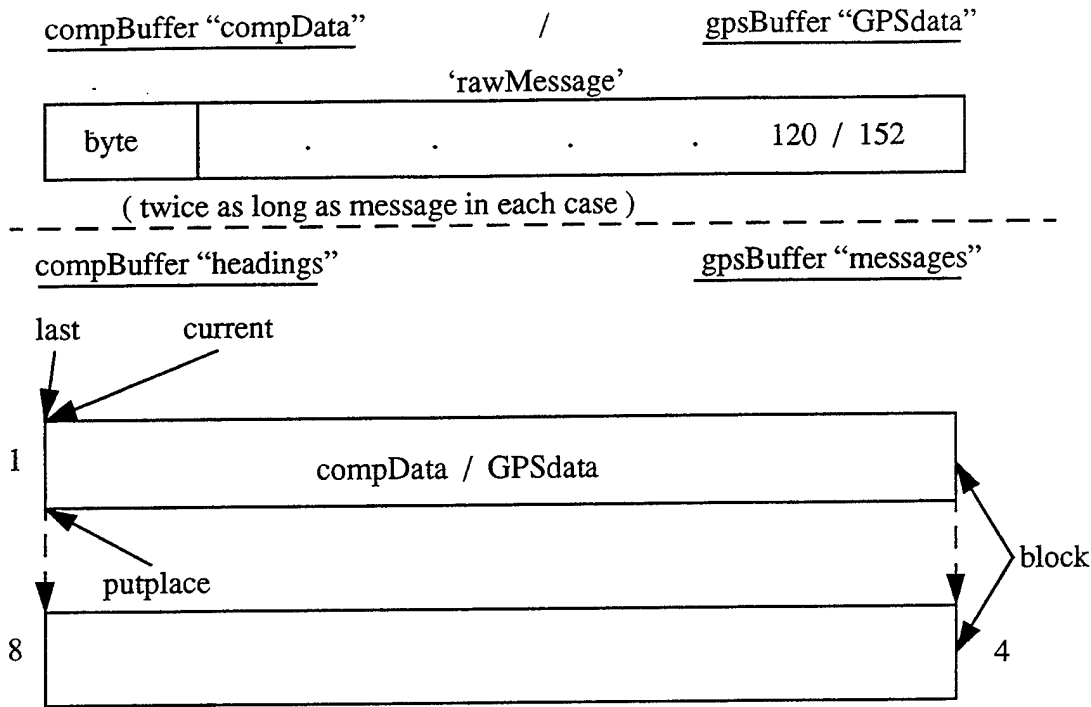 compBuffer “compData” / gpsBuffer “GPSdata”
‘rawMessage’
byte . . . . 120 / 152
( twice as long as message in each case )
compBuffer “headings” gpsBuffer “messages”
last current
1 compData / GPSdata
block
putplace
8 4